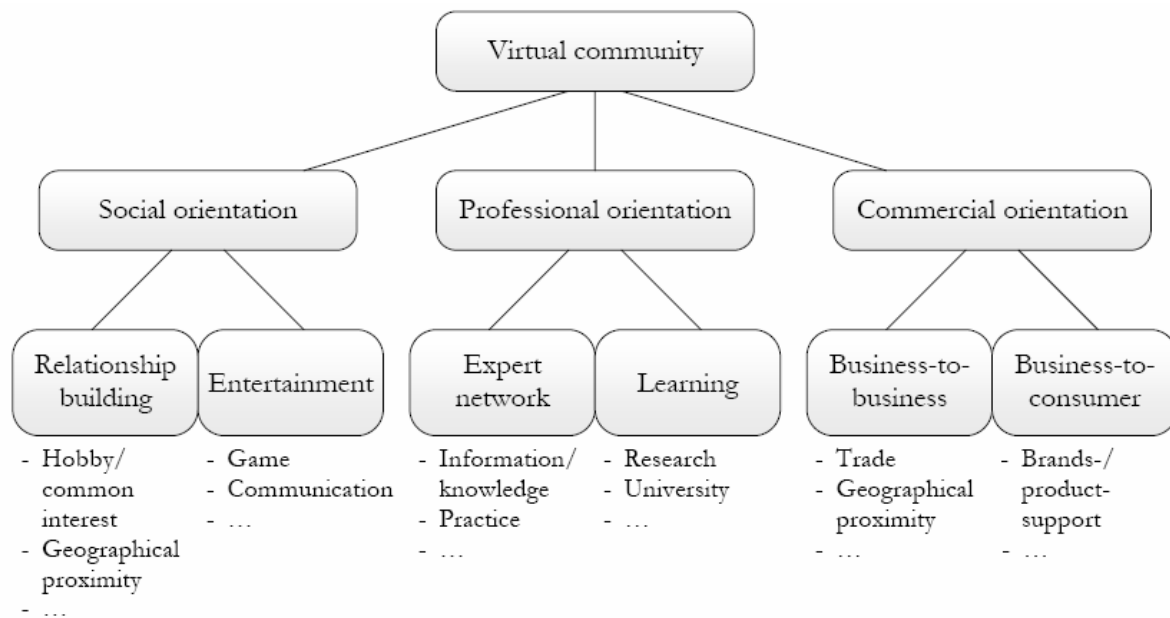 Virtual community
Social orientation
Professional orientation
Commercial orientation
Relationship
building
Entertainment
Expert
network
Learning
Business-to-
business
Business-to-
consumer
- Hobby/
common
interest
- Geographical
proximity
- ...
- Game
- Communication
- ...
- Information/
knowledge
- Practice
- ...
- Research
- University
- ...
- Trade
- Geographical
proximity
- ...
- Brands-/
product-
support
- ...